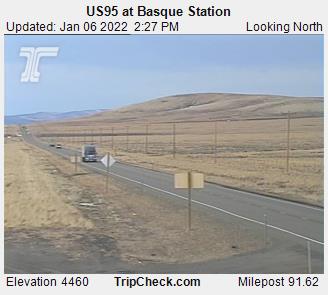 US95 at Basque Station
Updated: Jan 06 2022 2:27 PM Looking North
Elevation 4460 TripCheck.com Milepost 91.62